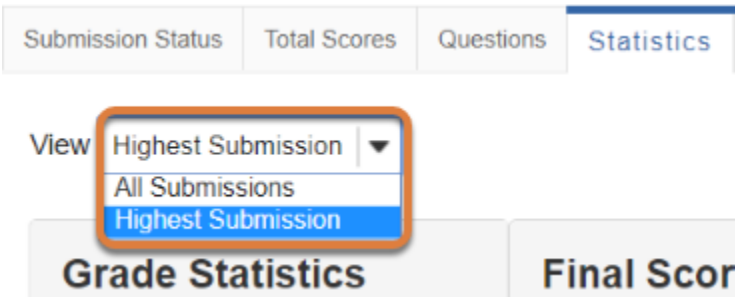 Submission Status Total Scores Questions Statistics
View Highest Submission
All Submissions
Highest Submission
Grade Statistics Final Scor